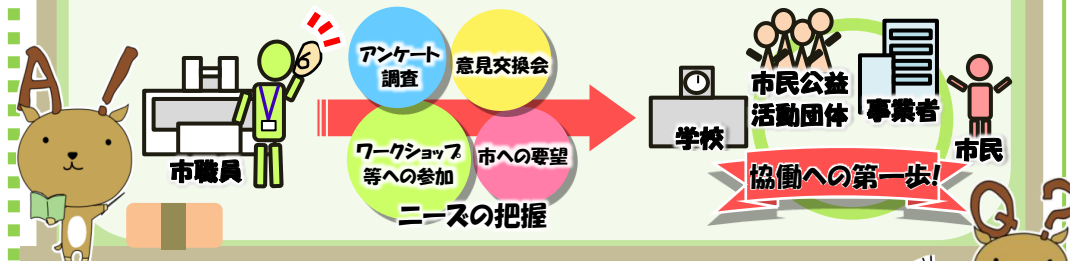 A!
市職員
アンケート
調査
意見交換会
ワークショップ
等への参加
市への要望
ニーズの把握
学校
市民公益
活動団体
事業者
市民
協働への第一歩!
Q?